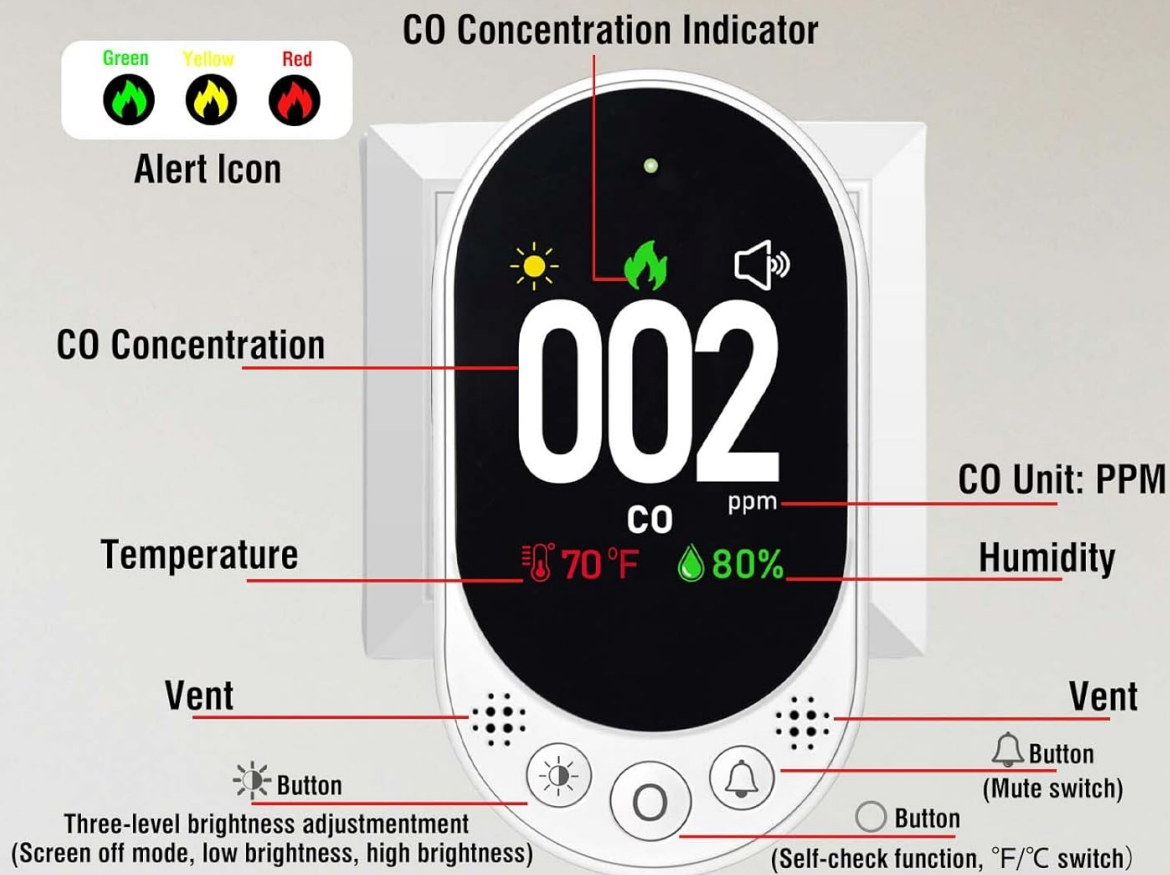 CO Concentration Indicator
Green Yellow Red
Alert Icon
CO Concentration
002
ppm
CO
CO Unit: PPM
Temperature
70°F
80%
Humidity
Vent
Vent
Button
Three-level brightness adjustmentment
(Screen off mode, low brightness, high brightness)
Button
(Mute switch)
Button
(Self-check function, °F/°C switch)